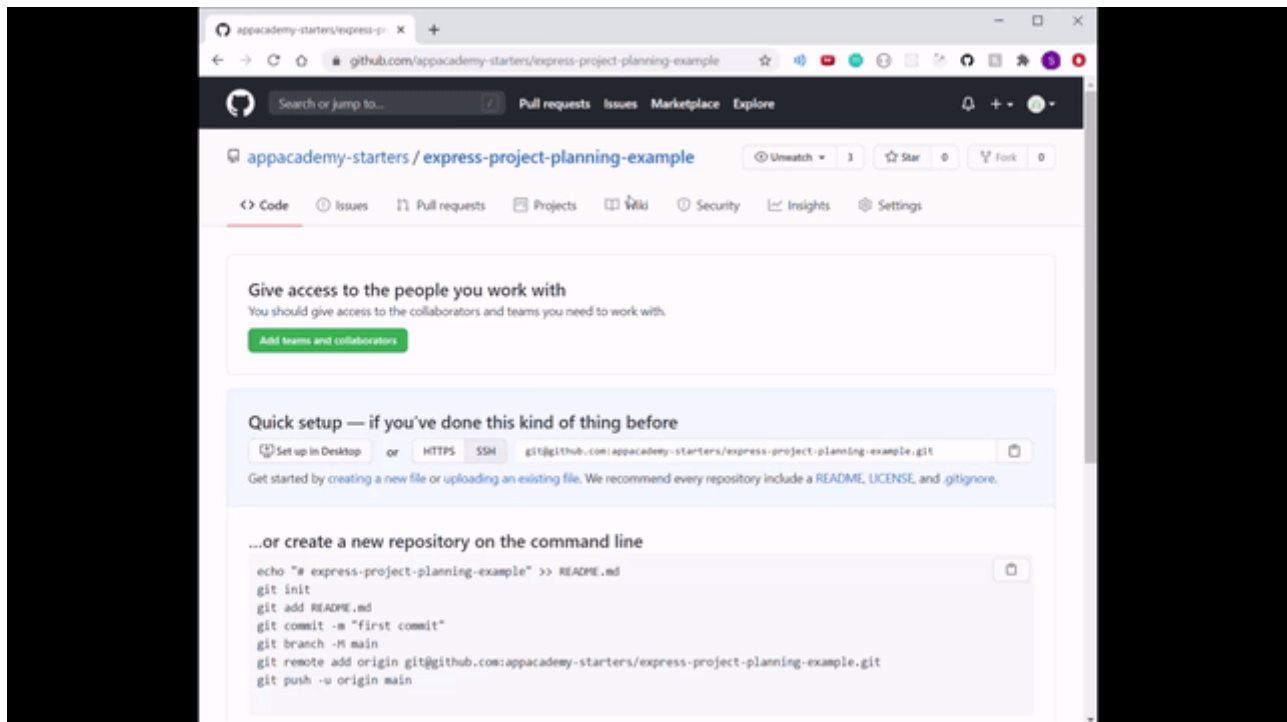 appacademy-starters/express-pr
github.com/appacademy-starters/express-project-planning-example
S
Search or jump to... /
Pull requests Issues Marketplace Explore
appacademy-starters / express-project-planning-example
Unwatch 3 Star 0 Fork 0
Code Issues Pull requests Projects Wiki Security Insights Settings
Give access to the people you work with
You should give access to the collaborators and teams you need to work with.
Add teams and collaborators
Quick setup — if you've done this kind of thing before
Set up in Desktop or HTTPS SSH git@github.com:appacademy-starters/express-project-planning-example.git
Get started by creating a new file or uploading an existing file. We recommend every repository include a README, LICENSE, and .gitignore.
...or create a new repository on the command line
echo "# express-project-planning-example" >> README.md
git init
git add README.md
git commit -m "first commit"
git branch -M main
git remote add origin git@github.com:appacademy-starters/express-project-planning-example.git
git push -u origin main